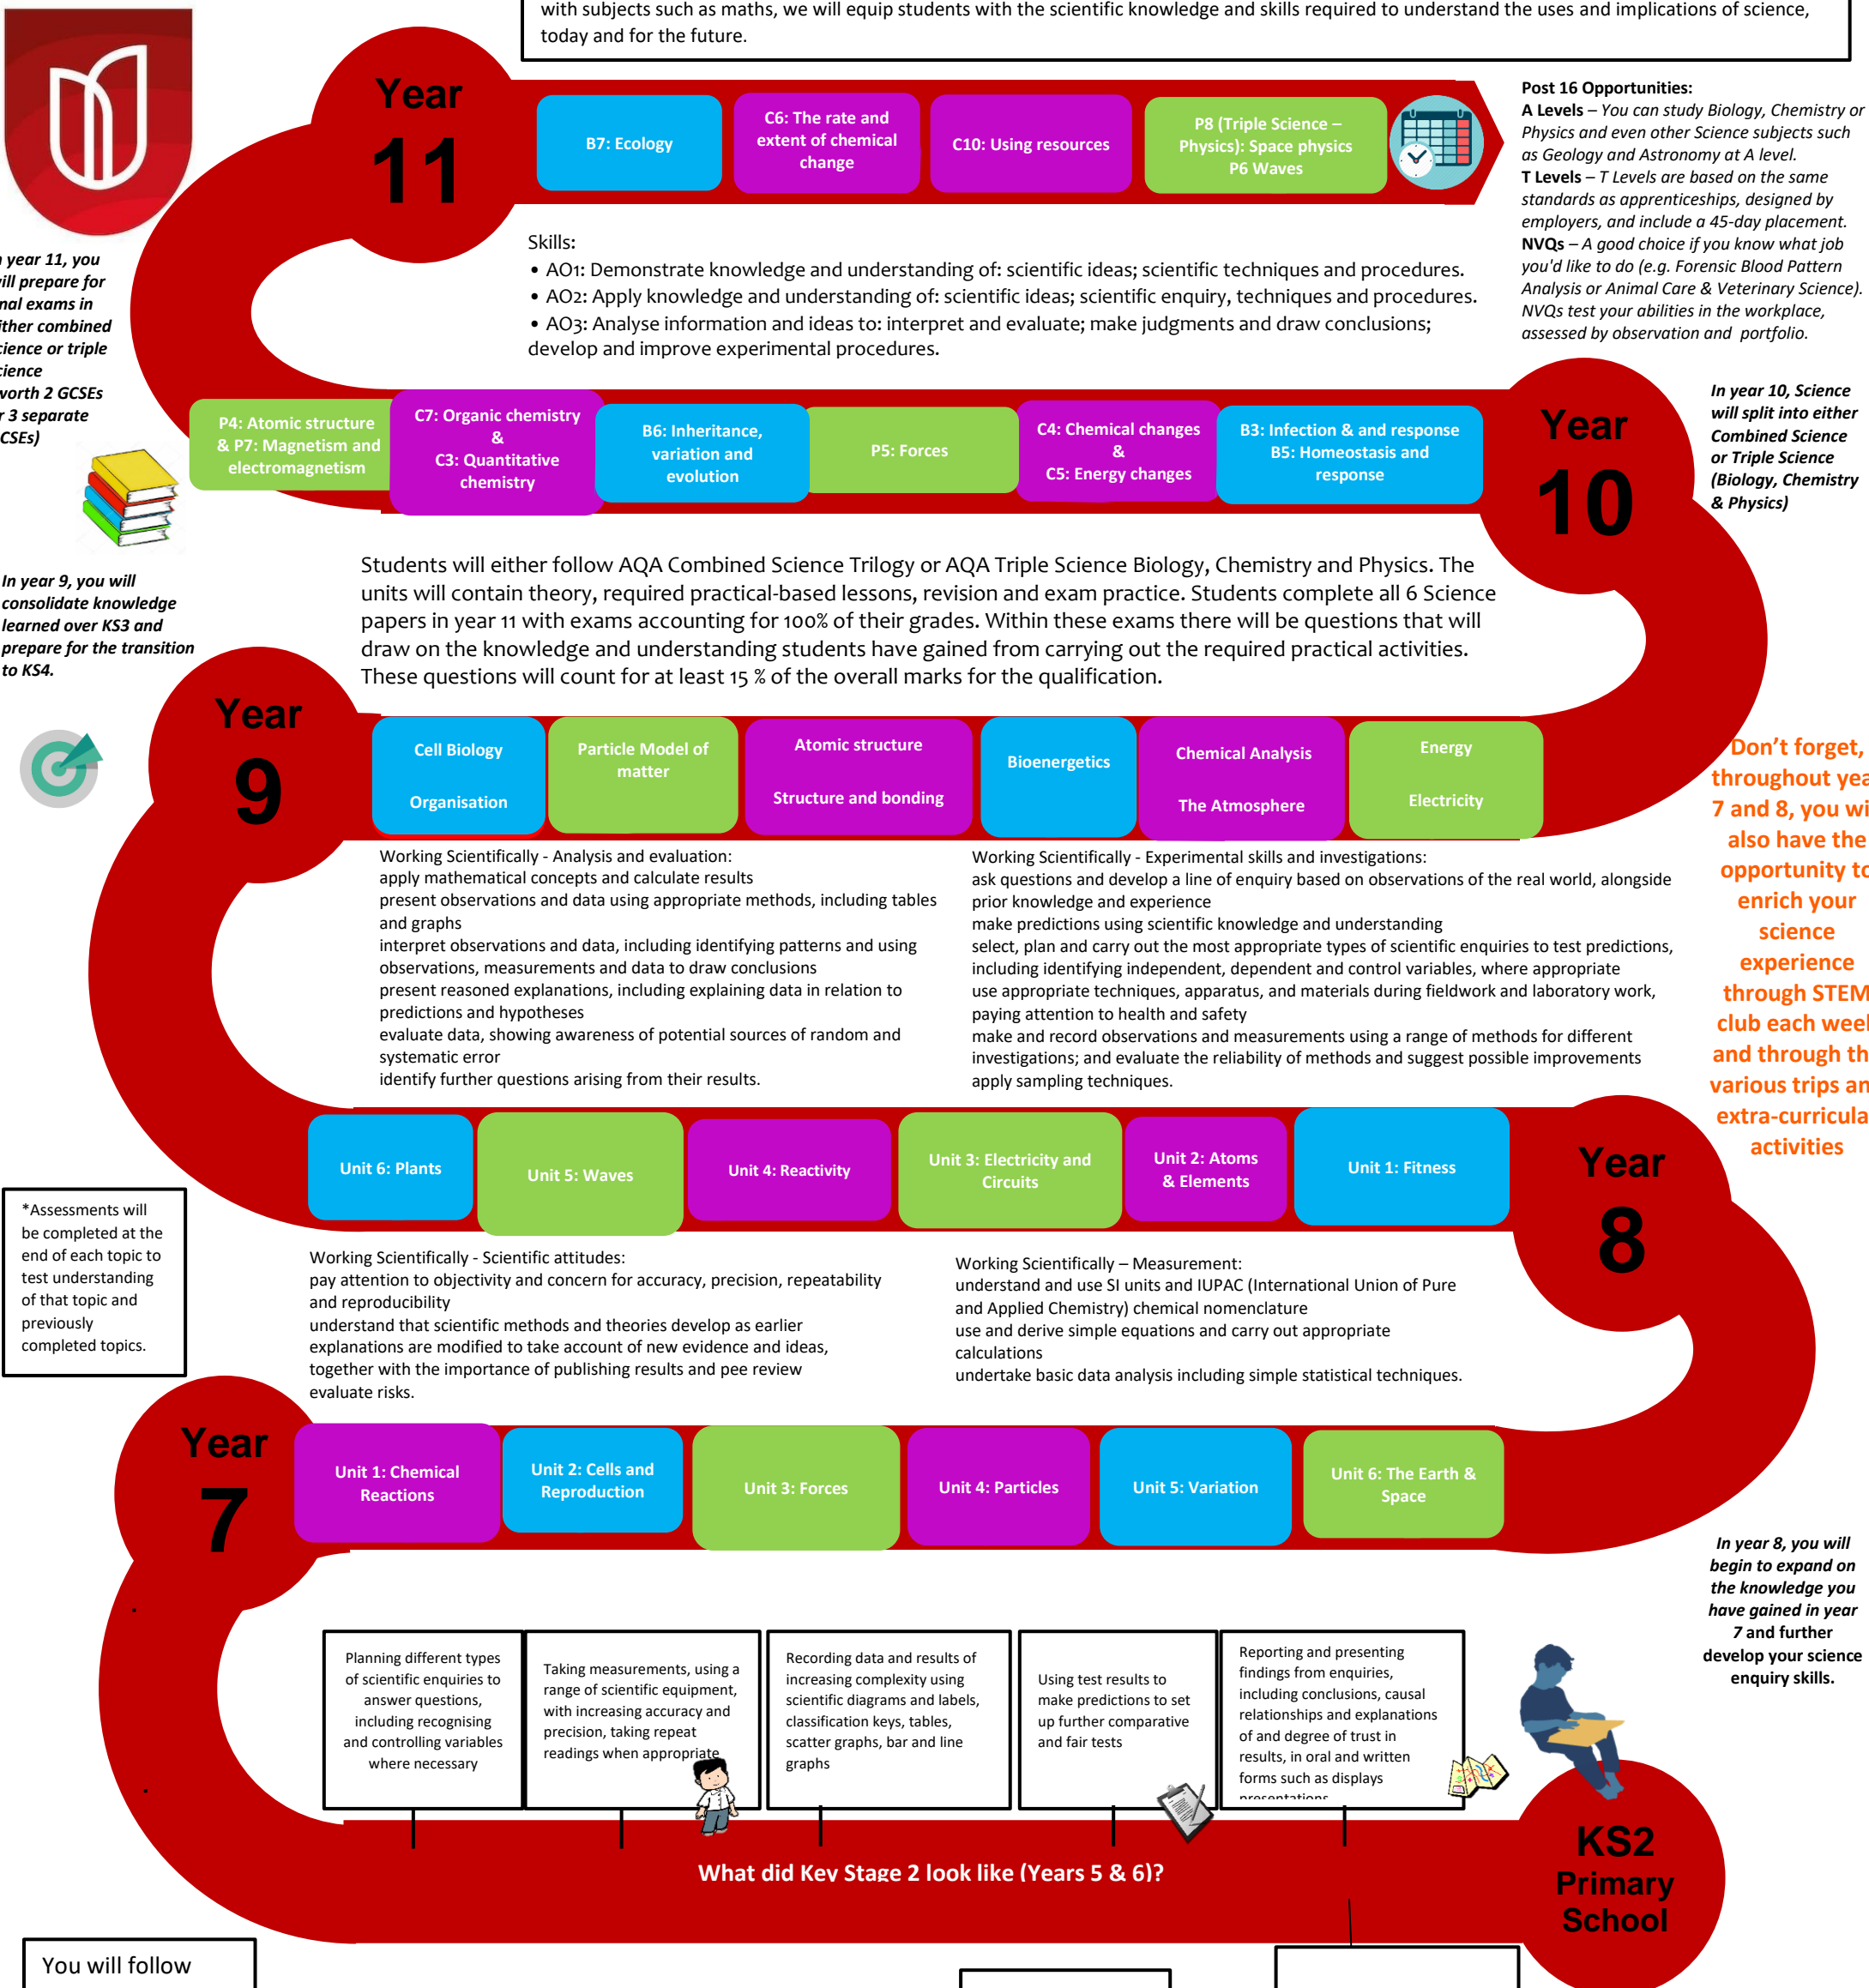 with subjects such as maths, we will equip students with the scientific knowledge and skills required to understand the uses and implications of science,
today and for the future.
Year
11
B7: Ecology
C6: The rate and
extent of chemical
change
C10: Using resources
P8 (Triple Science –
Physics): Space physics
P6 Waves
Post 16 Opportunities:
A Levels – You can study Biology, Chemistry or
Physics and even other Science subjects such
as Geology and Astronomy at A level.
T Levels – T Levels are based on the same
standards as apprenticeships, designed by
employers, and include a 45-day placement.
NVQs – A good choice if you know what job
you'd like to do (e.g. Forensic Blood Pattern
Analysis or Animal Care & Veterinary Science).
NVQs test your abilities in the workplace,
assessed by observation and portfolio.
year 11, you
ill prepare for
nal exams in
ither combined
cience or triple
cience
worth 2 GCSEs
r 3 separate
CSEs)
Skills:
• AO1: Demonstrate knowledge and understanding of: scientific ideas; scientific techniques and procedures.
• AO2: Apply knowledge and understanding of: scientific ideas; scientific enquiry, techniques and procedures.
• AO3: Analyse information and ideas to: interpret and evaluate; make judgments and draw conclusions;
develop and improve experimental procedures.
P4: Atomic structure
& P7: Magnetism and
electromagnetism
C7: Organic chemistry
&
C3: Quantitative
chemistry
B6: Inheritance,
variation and
evolution
P5: Forces
C4: Chemical changes
&
C5: Energy changes
B3: Infection & and response
B5: Homeostasis and
response
Year
10
In year 10, Science
will split into either
Combined Science
or Triple Science
(Biology, Chemistry
& Physics)
In year 9, you will
consolidate knowledge
learned over KS3 and
prepare for the transition
to KS4.
Students will either follow AQA Combined Science Trilogy or AQA Triple Science Biology, Chemistry and Physics. The
units will contain theory, required practical-based lessons, revision and exam practice. Students complete all 6 Science
papers in year 11 with exams accounting for 100% of their grades. Within these exams there will be questions that will
draw on the knowledge and understanding students have gained from carrying out the required practical activities.
These questions will count for at least 15 % of the overall marks for the qualification.
Year
9
Cell Biology
Organisation
Particle Model of
matter
Atomic structure
Structure and bonding
Bioenergetics
Chemical Analysis
The Atmosphere
Energy
Electricity
Don't forget,
throughout yea
7 and 8, you wi
also have the
opportunity to
enrich your
science
experience
through STEM
club each weel
and through th
various trips an
extra-curricula
activities
Working Scientifically - Analysis and evaluation:
apply mathematical concepts and calculate results
present observations and data using appropriate methods, including tables
and graphs
interpret observations and data, including identifying patterns and using
observations, measurements and data to draw conclusions
present reasoned explanations, including explaining data in relation to
predictions and hypotheses
evaluate data, showing awareness of potential sources of random and
systematic error
identify further questions arising from their results.
Working Scientifically - Experimental skills and investigations:
ask questions and develop a line of enquiry based on observations of the real world, alongside
prior knowledge and experience
make predictions using scientific knowledge and understanding
select, plan and carry out the most appropriate types of scientific enquiries to test predictions,
including identifying independent, dependent and control variables, where appropriate
use appropriate techniques, apparatus, and materials during fieldwork and laboratory work,
paying attention to health and safety
make and record observations and measurements using a range of methods for different
investigations; and evaluate the reliability of methods and suggest possible improvements
apply sampling techniques.
Unit 6: Plants
Unit 5: Waves
Unit 4: Reactivity
Unit 3: Electricity and
Circuits
Unit 2: Atoms
& Elements
Unit 1: Fitness
Year
8
*Assessments will
be completed at the
end of each topic to
test understanding
of that topic and
previously
completed topics.
Working Scientifically - Scientific attitudes:
pay attention to objectivity and concern for accuracy, precision, repeatability
and reproducibility
understand that scientific methods and theories develop as earlier
explanations are modified to take account of new evidence and ideas,
together with the importance of publishing results and pee review
evaluate risks.
Working Scientifically – Measurement:
understand and use SI units and IUPAC (International Union of Pure
and Applied Chemistry) chemical nomenclature
use and derive simple equations and carry out appropriate
calculations
undertake basic data analysis including simple statistical techniques.
Year
7
Unit 1: Chemical
Reactions
Unit 2: Cells and
Reproduction
Unit 3: Forces
Unit 4: Particles
Unit 5: Variation
Unit 6: The Earth &
Space
In year 8, you will
begin to expand on
the knowledge you
have gained in year
7 and further
develop your science
enquiry skills.
Planning different types
of scientific enquiries to
answer questions,
including recognising
and controlling variables
where necessary
Taking measurements, using a
range of scientific equipment,
with increasing accuracy and
precision, taking repeat
readings when appropriate
Recording data and results of
increasing complexity using
scientific diagrams and labels,
classification keys, tables,
scatter graphs, bar and line
graphs
Using test results to
make predictions to set
up further comparative
and fair tests
Reporting and presenting
findings from enquiries,
including conclusions, causal
relationships and explanations
of and degree of trust in
results, in oral and written
forms such as displays
presentations
What did Key Stage 2 look like (Years 5 & 6)?
KS2
Primary
School
You will follow